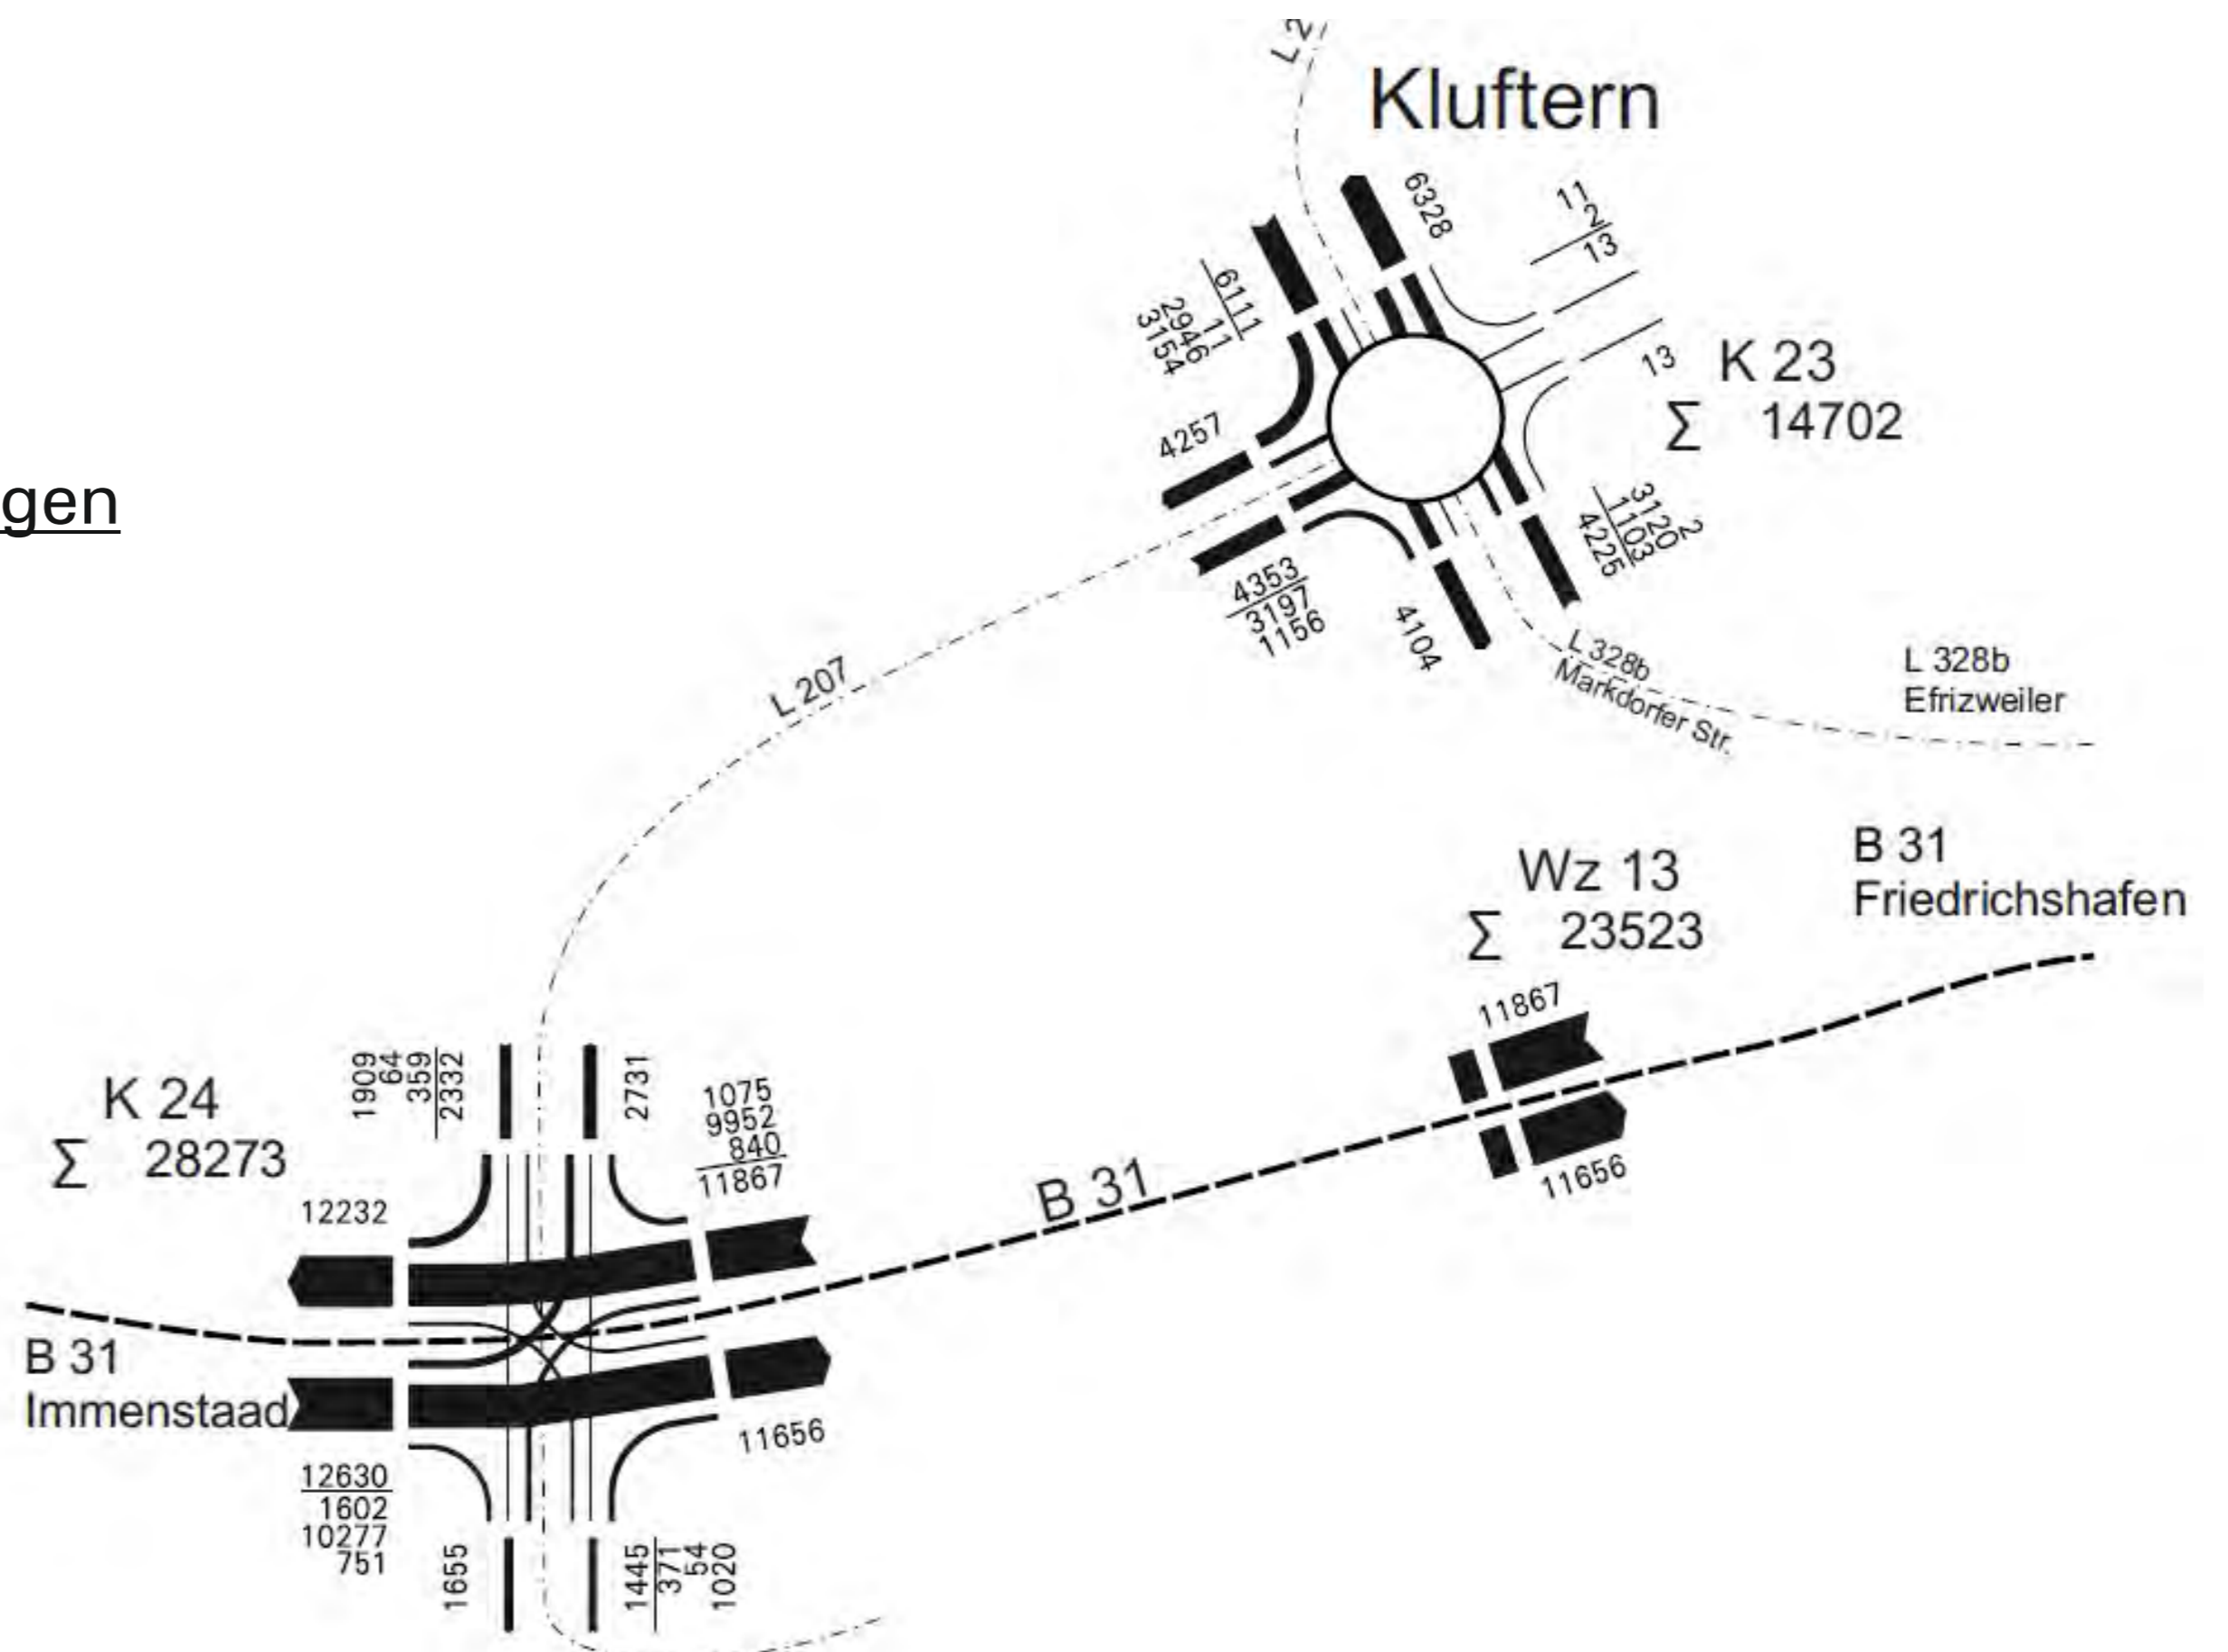 L 2
Kluftern
6328
11
2
13
6111
11
2946
3154
13
K 23
Σ 14702
4257
gen
3120
2
1103
4225
4353
3197
1156
4104
L 328b
Markdorfer Str.
L 328b
Efrizweiler
L 207
B 31
Friedrichshafen
Wz 13
Σ 23523
11867
11656
K 24
Σ 28273
1909
64
359
2332
2731
1075
9952
840
11867
12232
B 31
B 31
Immenstaad
11656
12630
1602
10277
751
1655
1445
371
54
1020